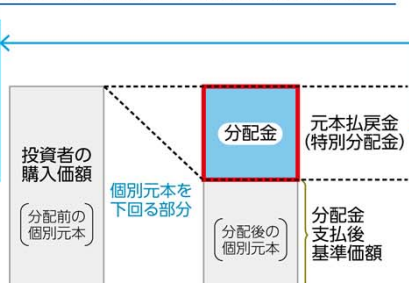 投資者の
購入価額
分配前の
個別元本
個別元本を
下回る部分
分配金
分配後の
個別元本
元本払戻金
(特別分配金)
分配金
支払後
基準価額